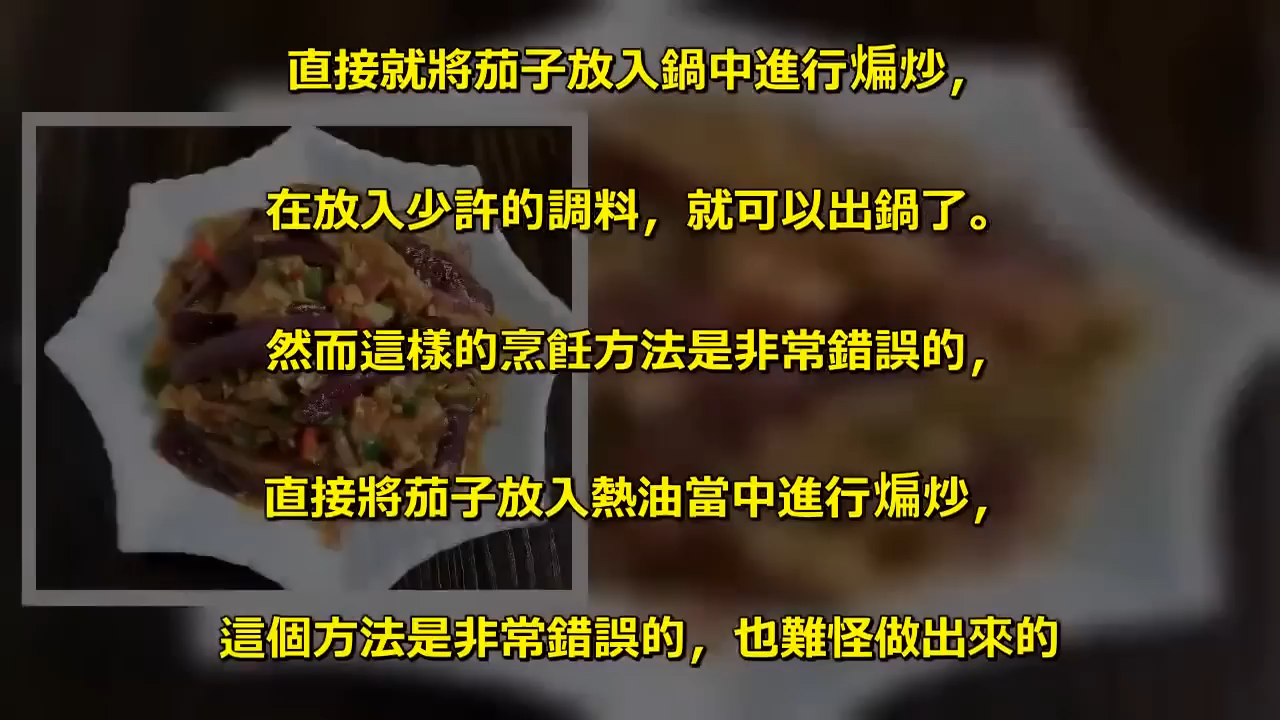 直接就將茄子放入鍋中進行煸炒，
在放入少許的調料，就可以出鍋了。
然而這樣的烹飪方法是非常錯誤的，
直接將茄子放入熱油當中進行煸炒，
這個方法是非常錯誤的，也難怪做出來的